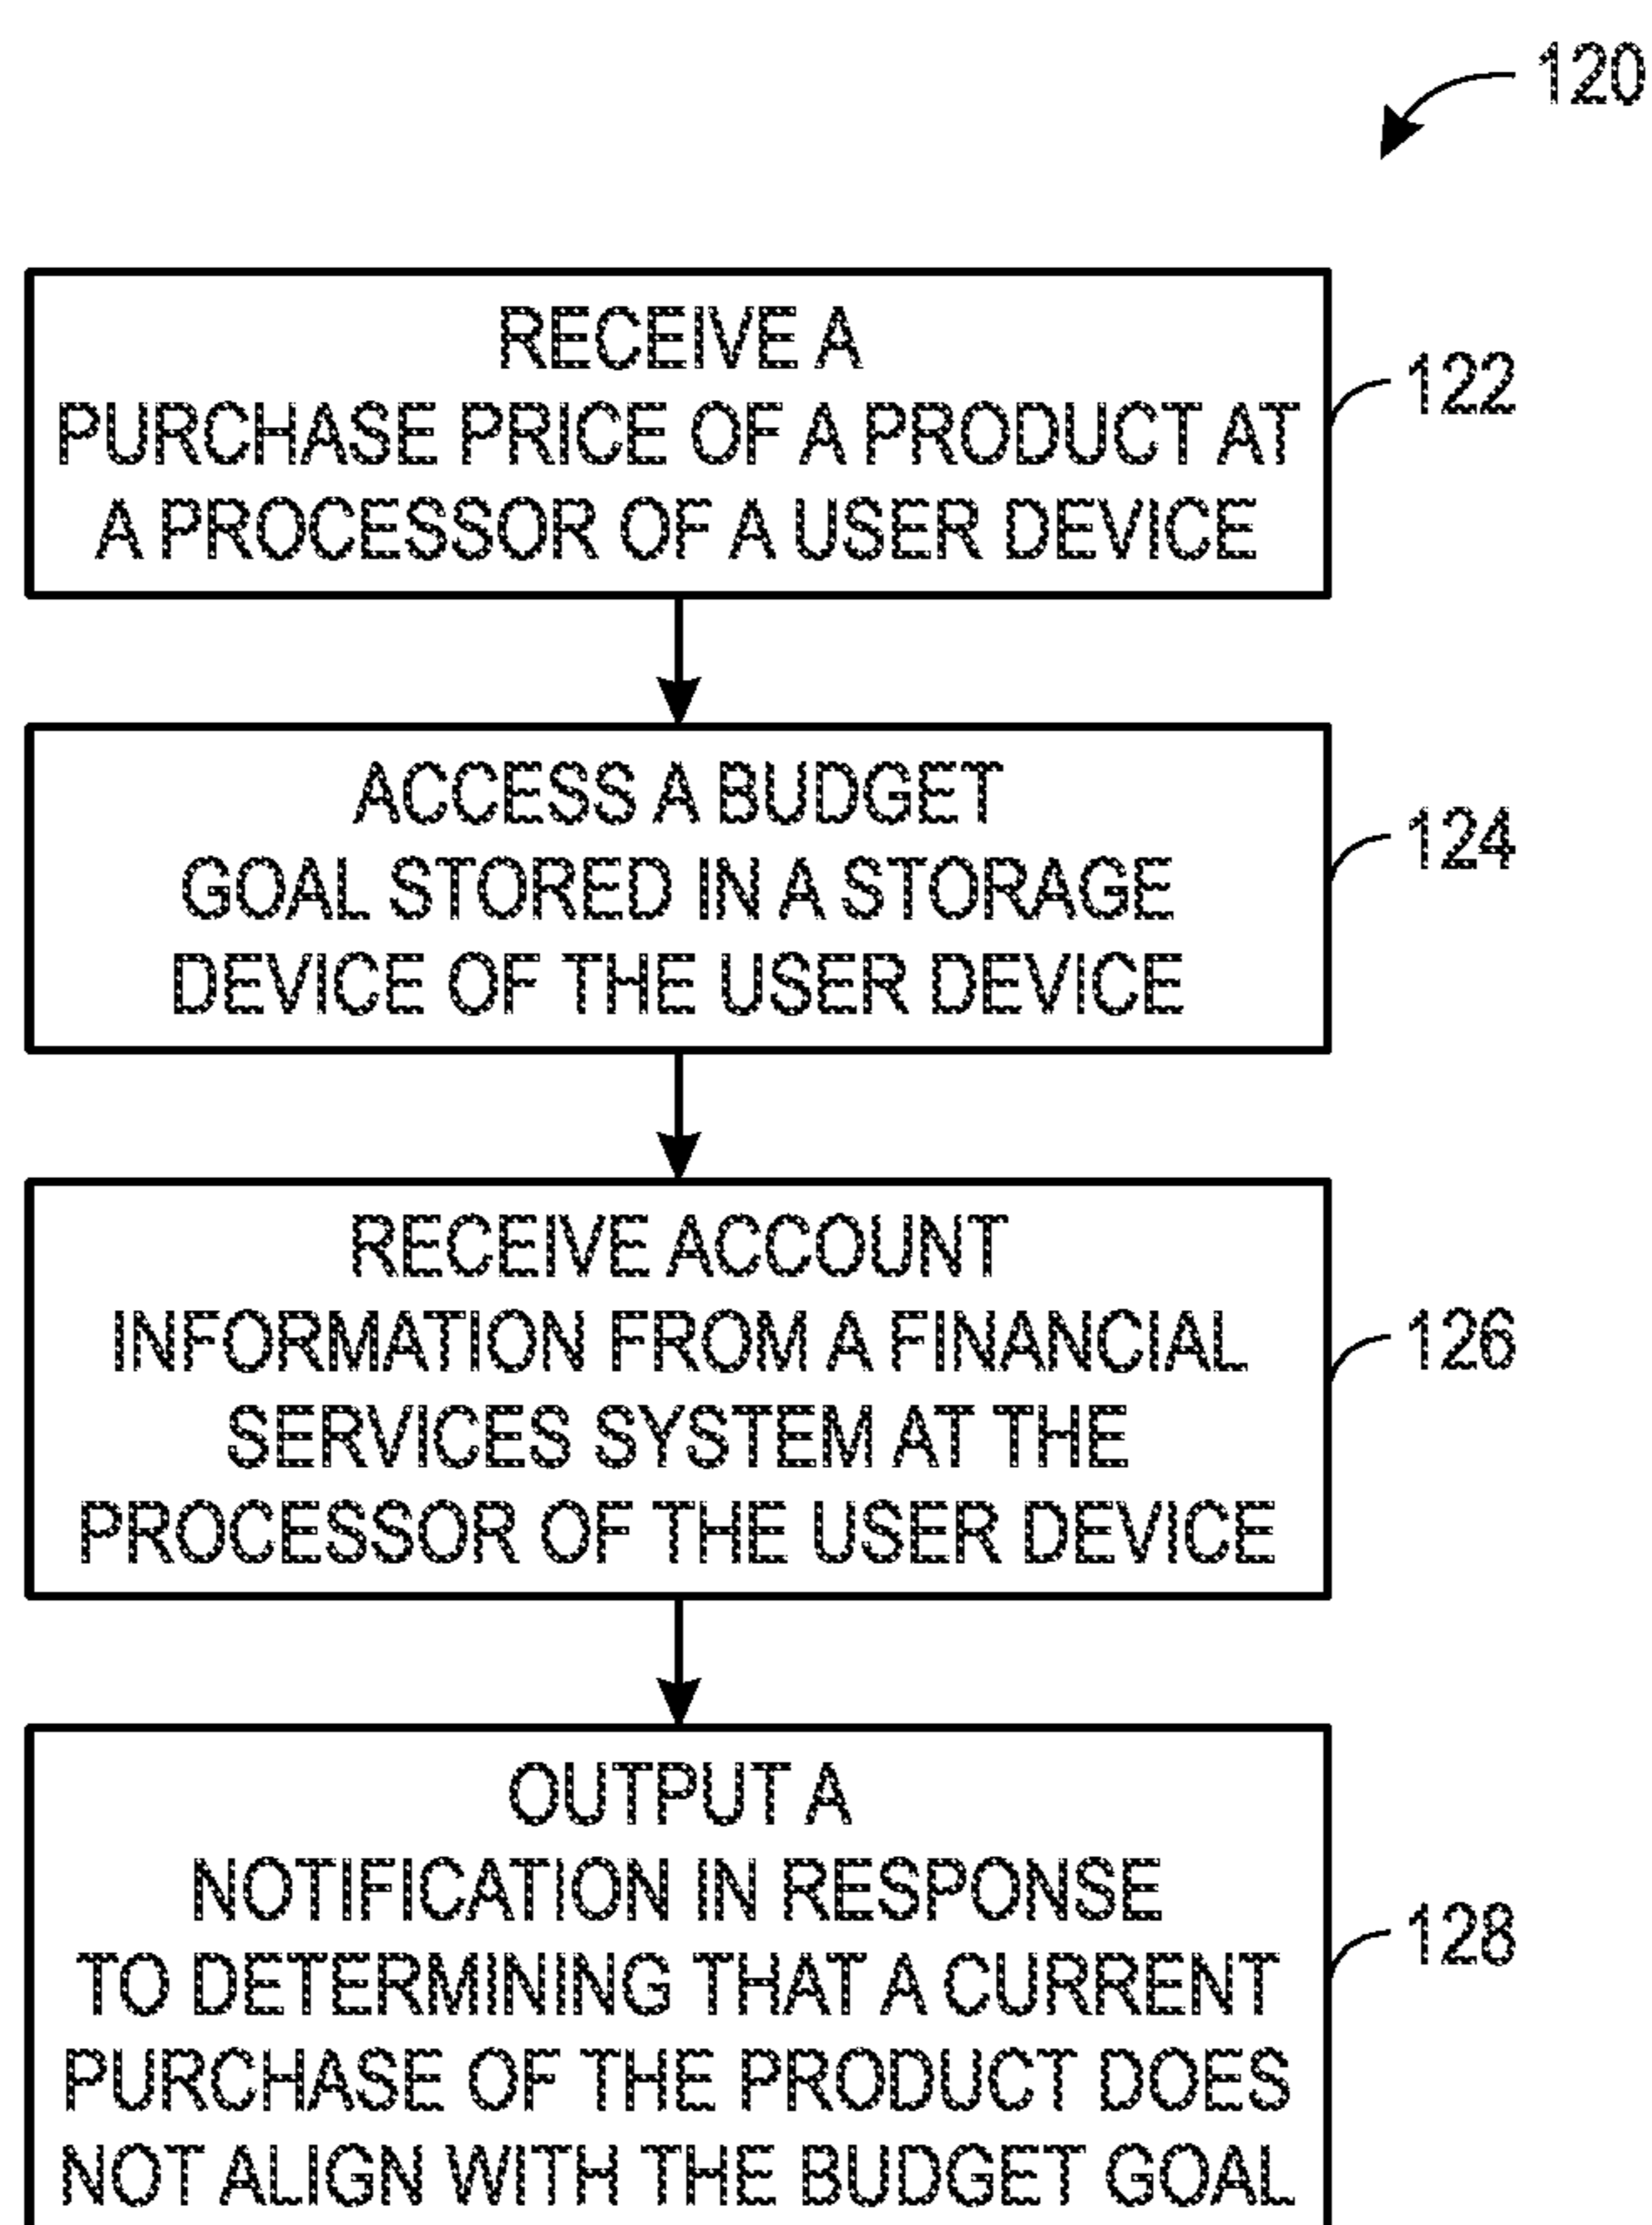 120
RECEIVE A
PURCHASE PRICE OF A PRODUCT AT
A PROCESSOR OF A USER DEVICE
122
ACCESS A BUDGET
GOAL STORED IN A STORAGE
DEVICE OF THE USER DEVICE
124
RECEIVE ACCOUNT
INFORMATION FROM A FINANCIAL
SERVICES SYSTEM AT THE
PROCESSOR OF THE USER DEVICE
126
OUTPUT A
NOTIFICATION IN RESPONSE
TO DETERMINING THAT A CURRENT
PURCHASE OF THE PRODUCT DOES
NOT ALIGN WITH THE BUDGET GOAL
128